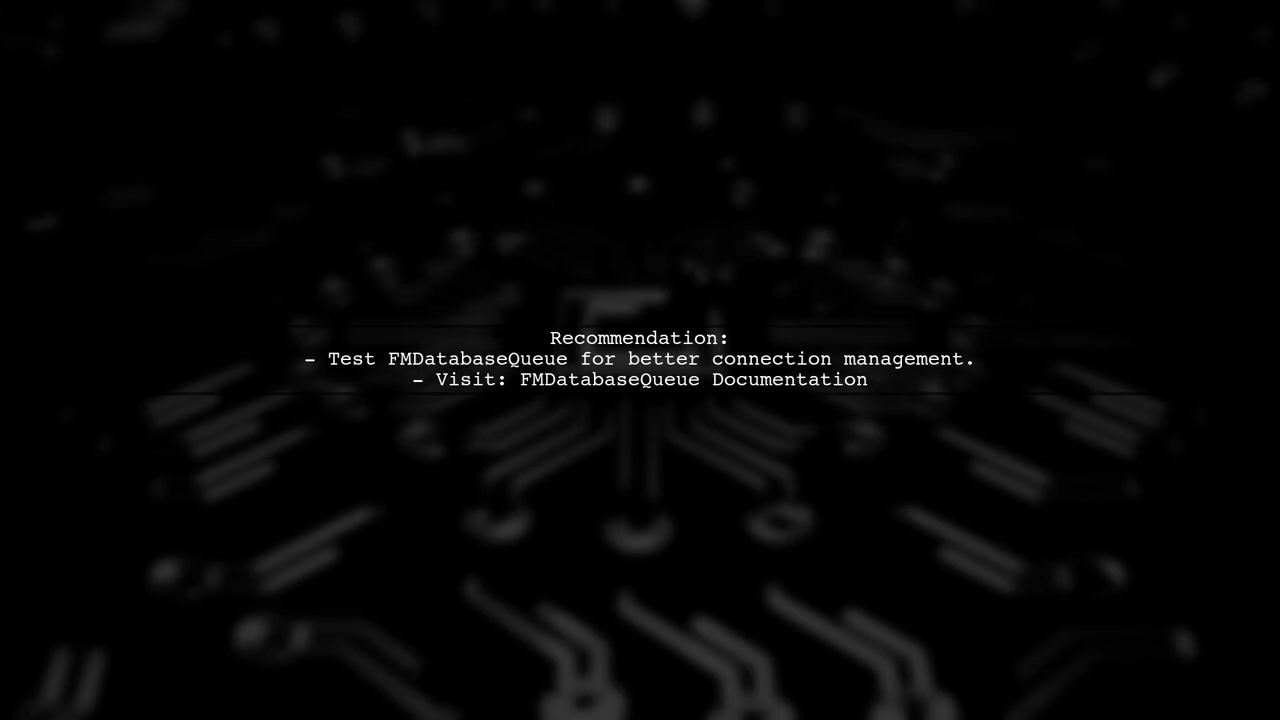 Recommendation:
- Test FMDatabaseQueue for better connection management.
- Visit: FMDatabaseQueue Documentation